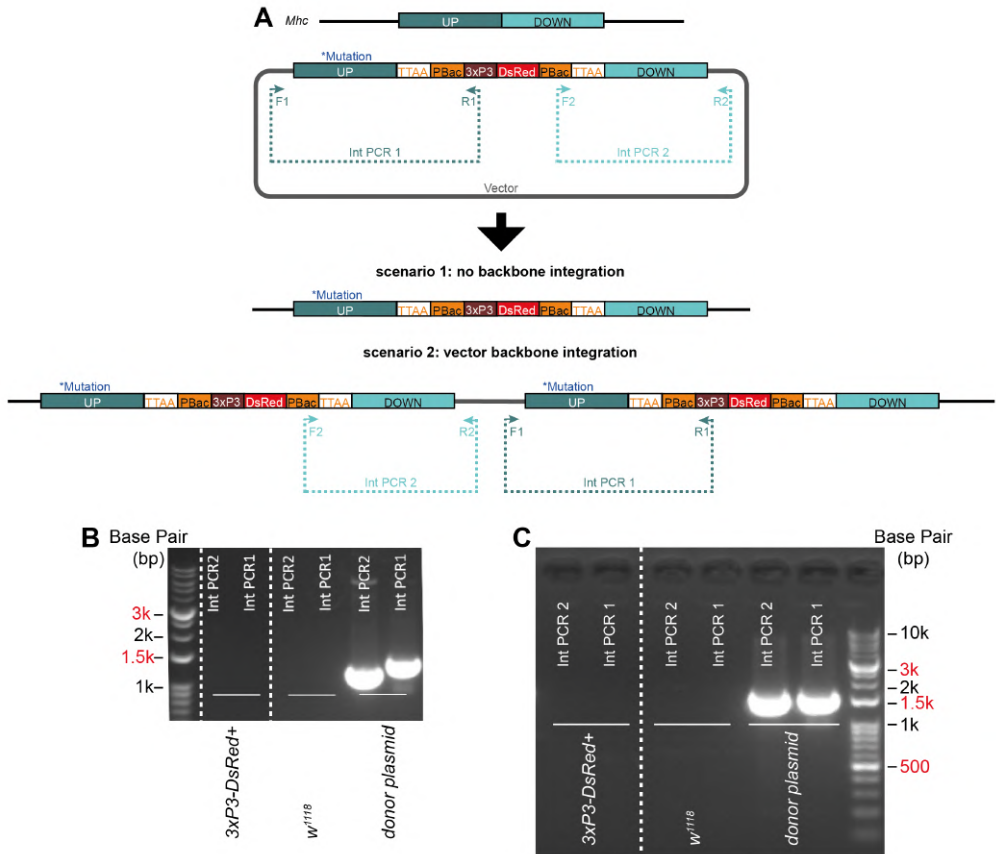 A
Mhc
UP DOWN
*Mutation
UP TTAA PBac 3xP3 DsRed PBac TTAA DOWN
F1 R1 F2 R2
Int PCR 1 Int PCR 2
Vector
scenario 1: no backbone integration
*Mutation
UP TTAA PBac 3xP3 DsRed PBac TTAA DOWN
scenario 2: vector backbone integration
*Mutation *Mutation
UP TTAA PBac 3xP3 DsRed PBac TTAA DOWN UP TTAA PBac 3xP3 DsRed PBac TTAA DOWN
F2 R2 F1 R1
Int PCR 2 Int PCR 1
B
Base Pair
(bp)
Int PCR2
Int PCR1
Int PCR2
Int PCR1
Int PCR2
Int PCR1
3k
2k
1.5k
1k
3xP3-DsRed+
w1118
donor plasmid
C
Base Pair
(bp)
Int PCR 2
Int PCR 1
Int PCR 2
Int PCR 1
Int PCR 2
Int PCR 1
10k
3k
2k
1.5k
1k
500
3xP3-DsRed+
w1118
donor plasmid